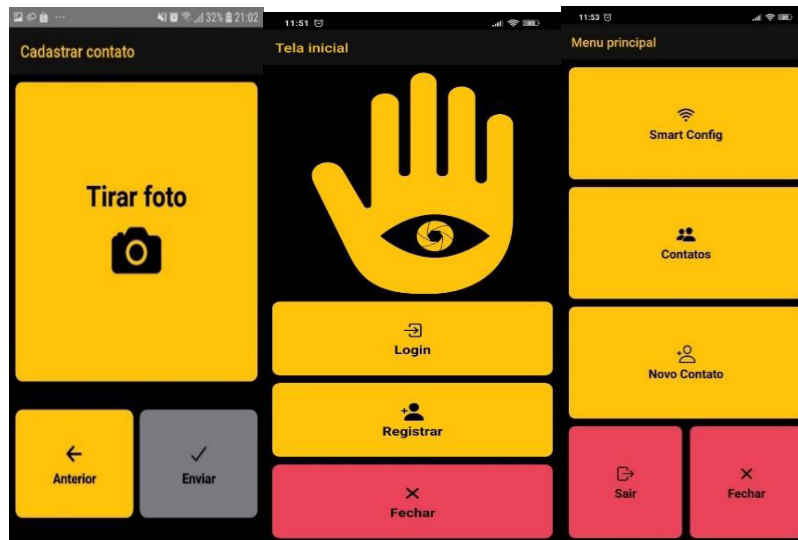 32% 21:02
Cadastrar contato
Tirar foto
Anterior
Enviar
11:51
Tela inicial
Login
Registrar
Fechar
11:53
Menu principal
Smart Config
Contatos
Novo Contato
Sair
Fechar